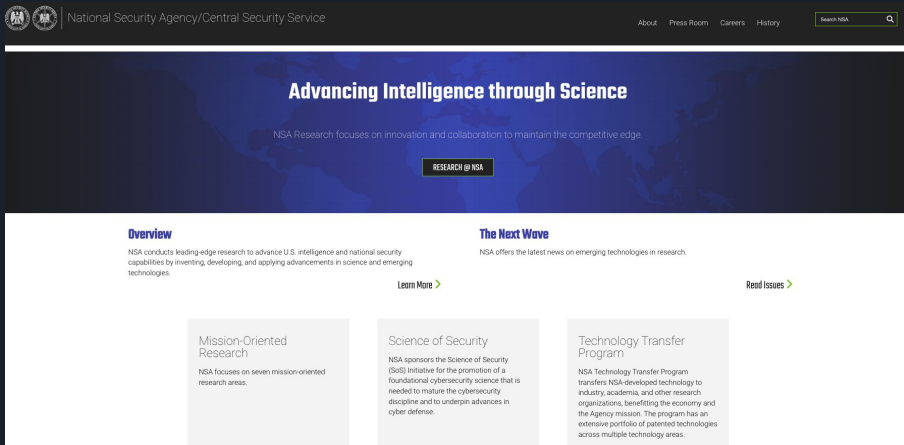 National Security Agency/Central Security Service
About Press Room Careers History
Search NSA
Advancing Intelligence through Science
NSA Research focuses on innovation and collaboration to maintain the competitive edge
RESEARCH @ NSA
Overview
NSA conducts leading-edge research to advance U.S. intelligence and national security
capabilities by inventing, developing, and applying advancements in science and emerging
technologies.
Learn More
The Next Wave
NSA offers the latest news on emerging technologies in research.
Read Issues
Mission-Oriented
Research
NSA focuses on seven mission-oriented
research areas.
Science of Security
NSA sponsors the Science of Security
(SoS) Initiative for the promotion of a
foundational cybersecurity science that is
needed to mature the cybersecurity
discipline and to underpin advances in
cyber defense.
Technology Transfer
Program
NSA Technology Transfer Program
transfers NSA-developed technology to
industry, academia, and other research
organizations, benefitting the economy and
the Agency mission. The program has an
extensive portfolio of patented technologies
across multiple technology areas.